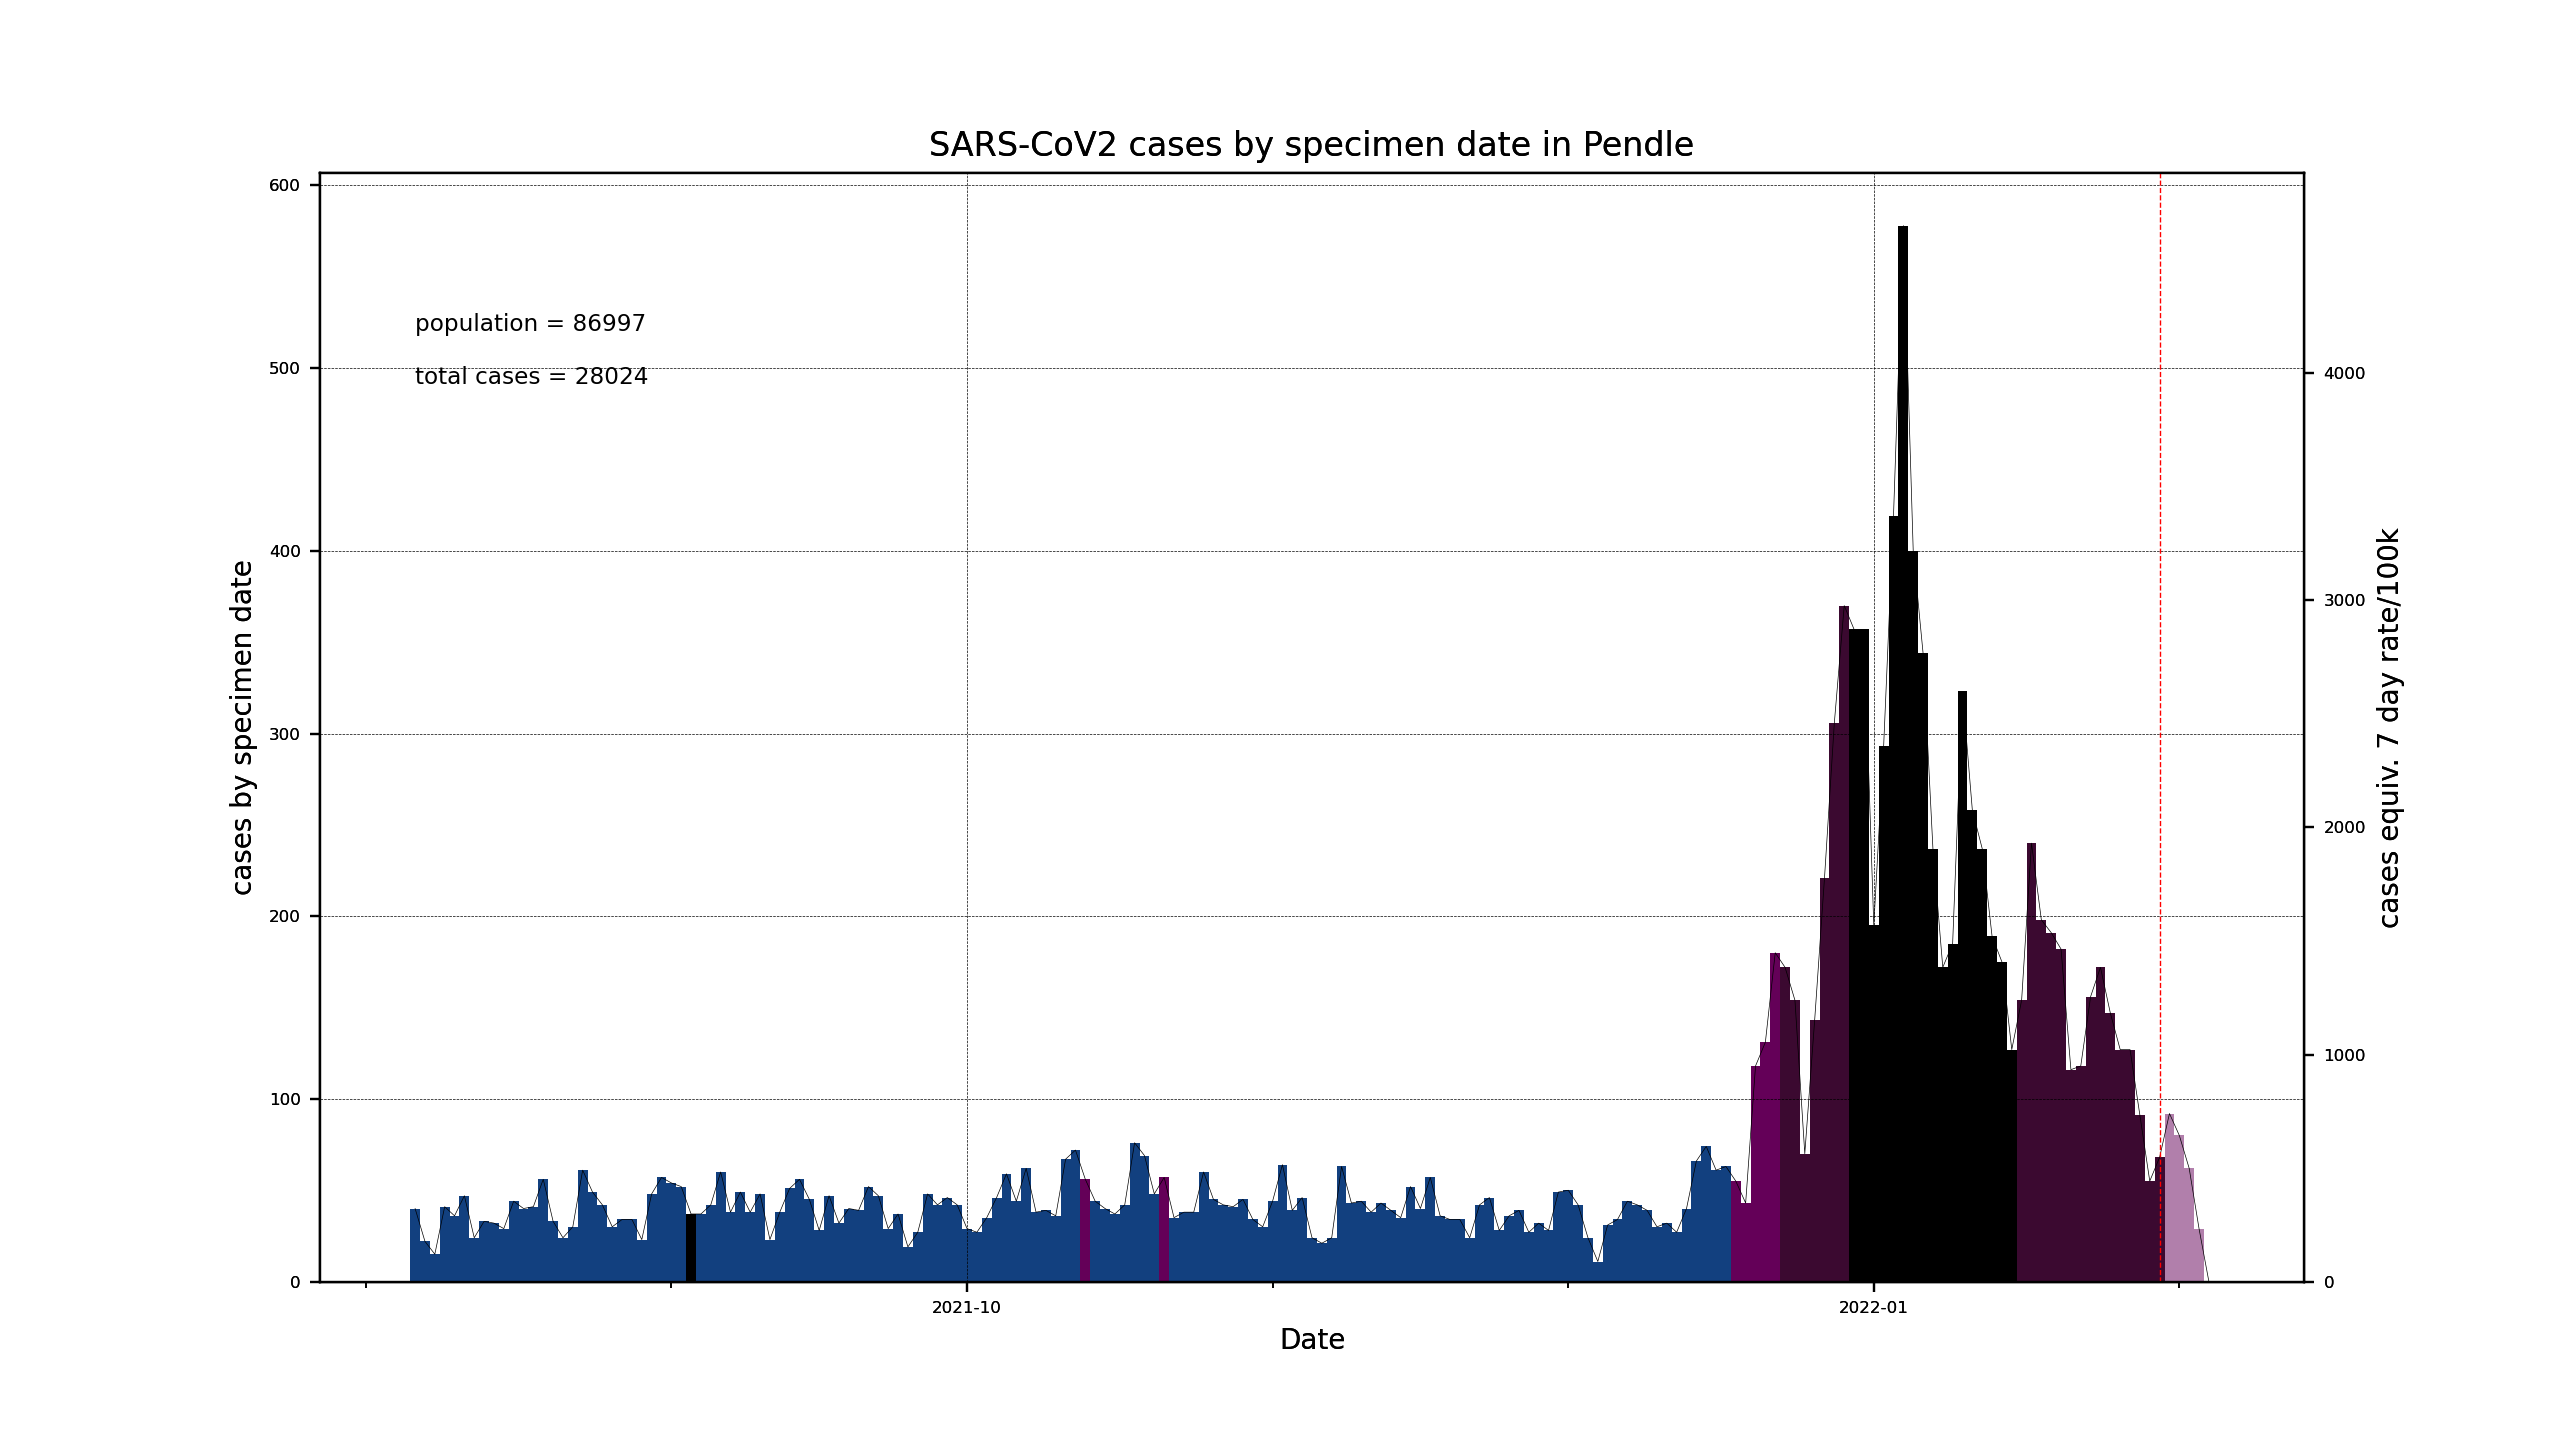 SARS-CoV2 cases by specimen date in Pendle
population = 86997
total cases = 28024
cases by specimen date
600
500
400
300
200
100
0
4000
3000
2000
1000
0
cases equiv. 7 day rate/100k
2021-10
2022-01
Date